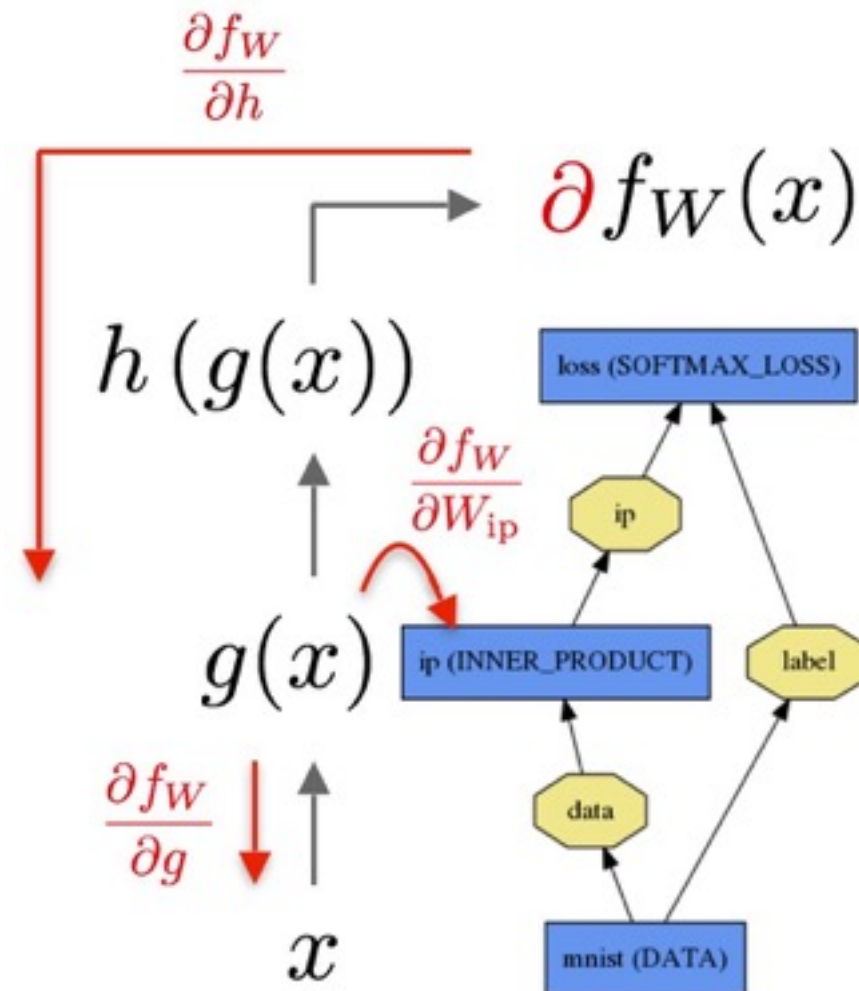 ∂f_W
∂h
∂f_W(x)
h(g(x))
loss (SOFTMAX_LOSS)
∂f_W
∂W_ip
ip
g(x)
ip (INNER_PRODUCT)
label
∂f_W
∂g
data
x
mnist (DATA)